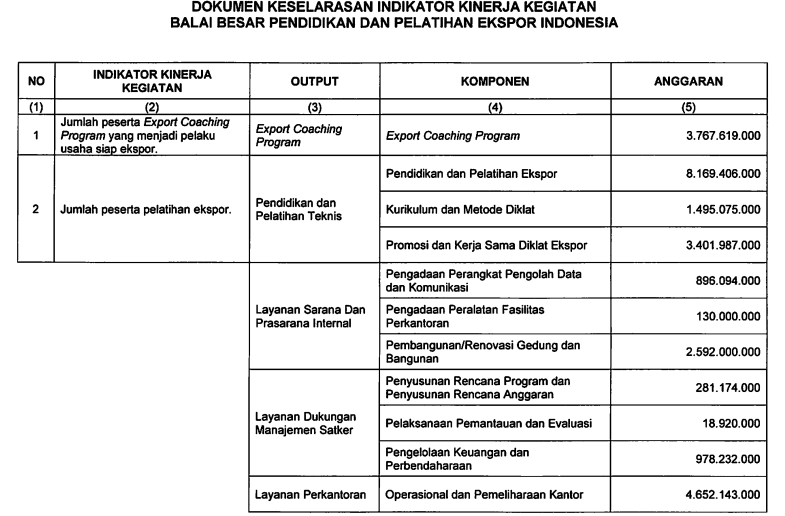 DOKUMEN KESELARASAN INDIKATOR KINERJA KEGIATAN
BALAI BESAR PENDIDIKAN DAN PELATIHAN EKSPOR INDONESIA
NO INDIKATOR KINERJA KEGIATAN OUTPUT KOMPONEN ANGGARAN
(1) (2) (3) (4) (5)
1 Jumlah peserta Export Coaching Program yang menjadi pelaku usaha siap ekspor. Export Coaching Program Export Coaching Program 3.767.619.000
2 Jumlah peserta pelatihan ekspor. Pendidikan dan Pelatihan Teknis Pendidikan dan Pelatihan Ekspor 8.169.406.000
Kurikulum dan Metode Diklat 1.495.075.000
Promosi dan Kerja Sama Diklat Ekspor 3.401.987.000
Layanan Sarana Dan Prasarana Internal Pengadaan Perangkat Pengolah Data dan Komunikasi 896.094.000
Pengadaan Peralatan Fasilitas Perkantoran 130.000.000
Pembangunan/Renovasi Gedung dan Bangunan 2.592.000.000
Layanan Dukungan Manajemen Satker Penyusunan Rencana Program dan Penyusunan Rencana Anggaran 281.174.000
Pelaksanaan Pemantauan dan Evaluasi 18.920.000
Pengelolaan Keuangan dan Perbendaharaan 978.232.000
Layanan Perkantoran Operasional dan Pemeliharaan Kantor 4.652.143.000